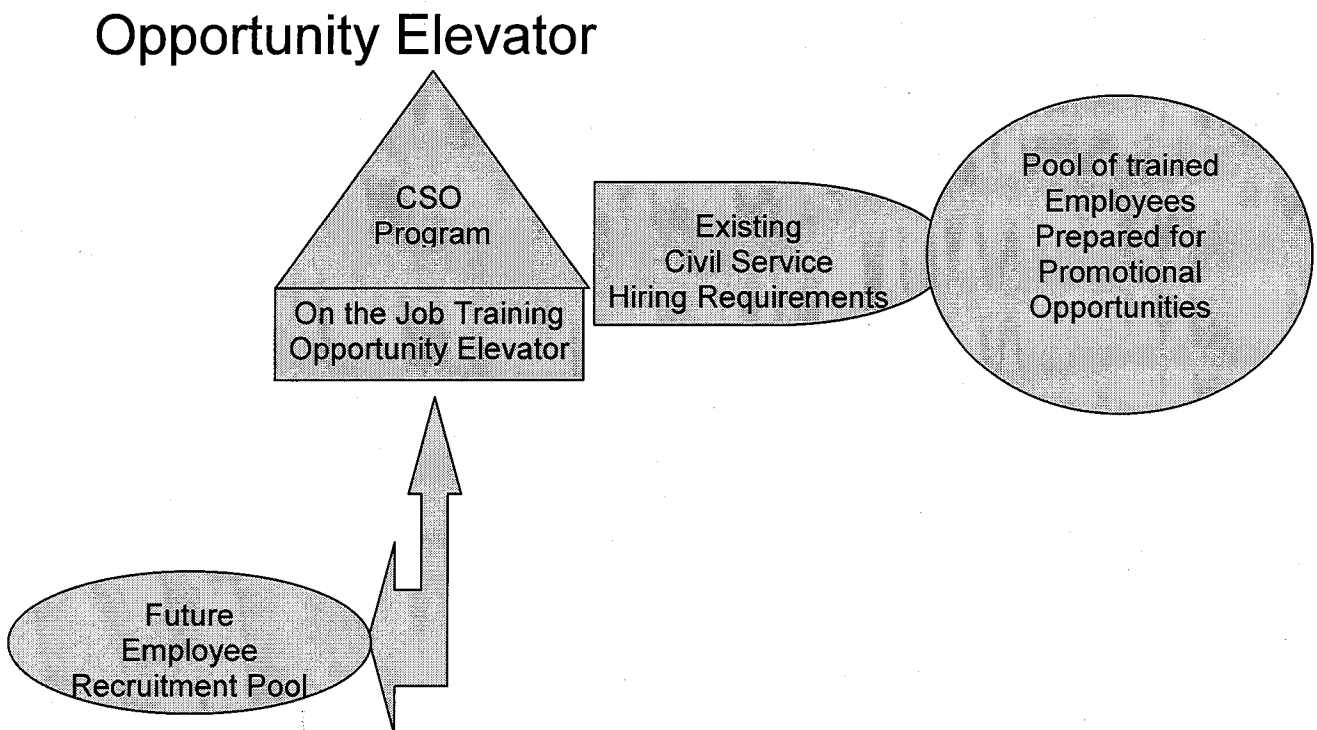 Opportunity Elevator
CSO
Program
On the Job Training
Opportunity Elevator
Existing
Civil Service
Hiring Requirements
Pool of trained
Employees
Prepared for
Promotional
Opportunities
Future
Employee
Recruitment Pool